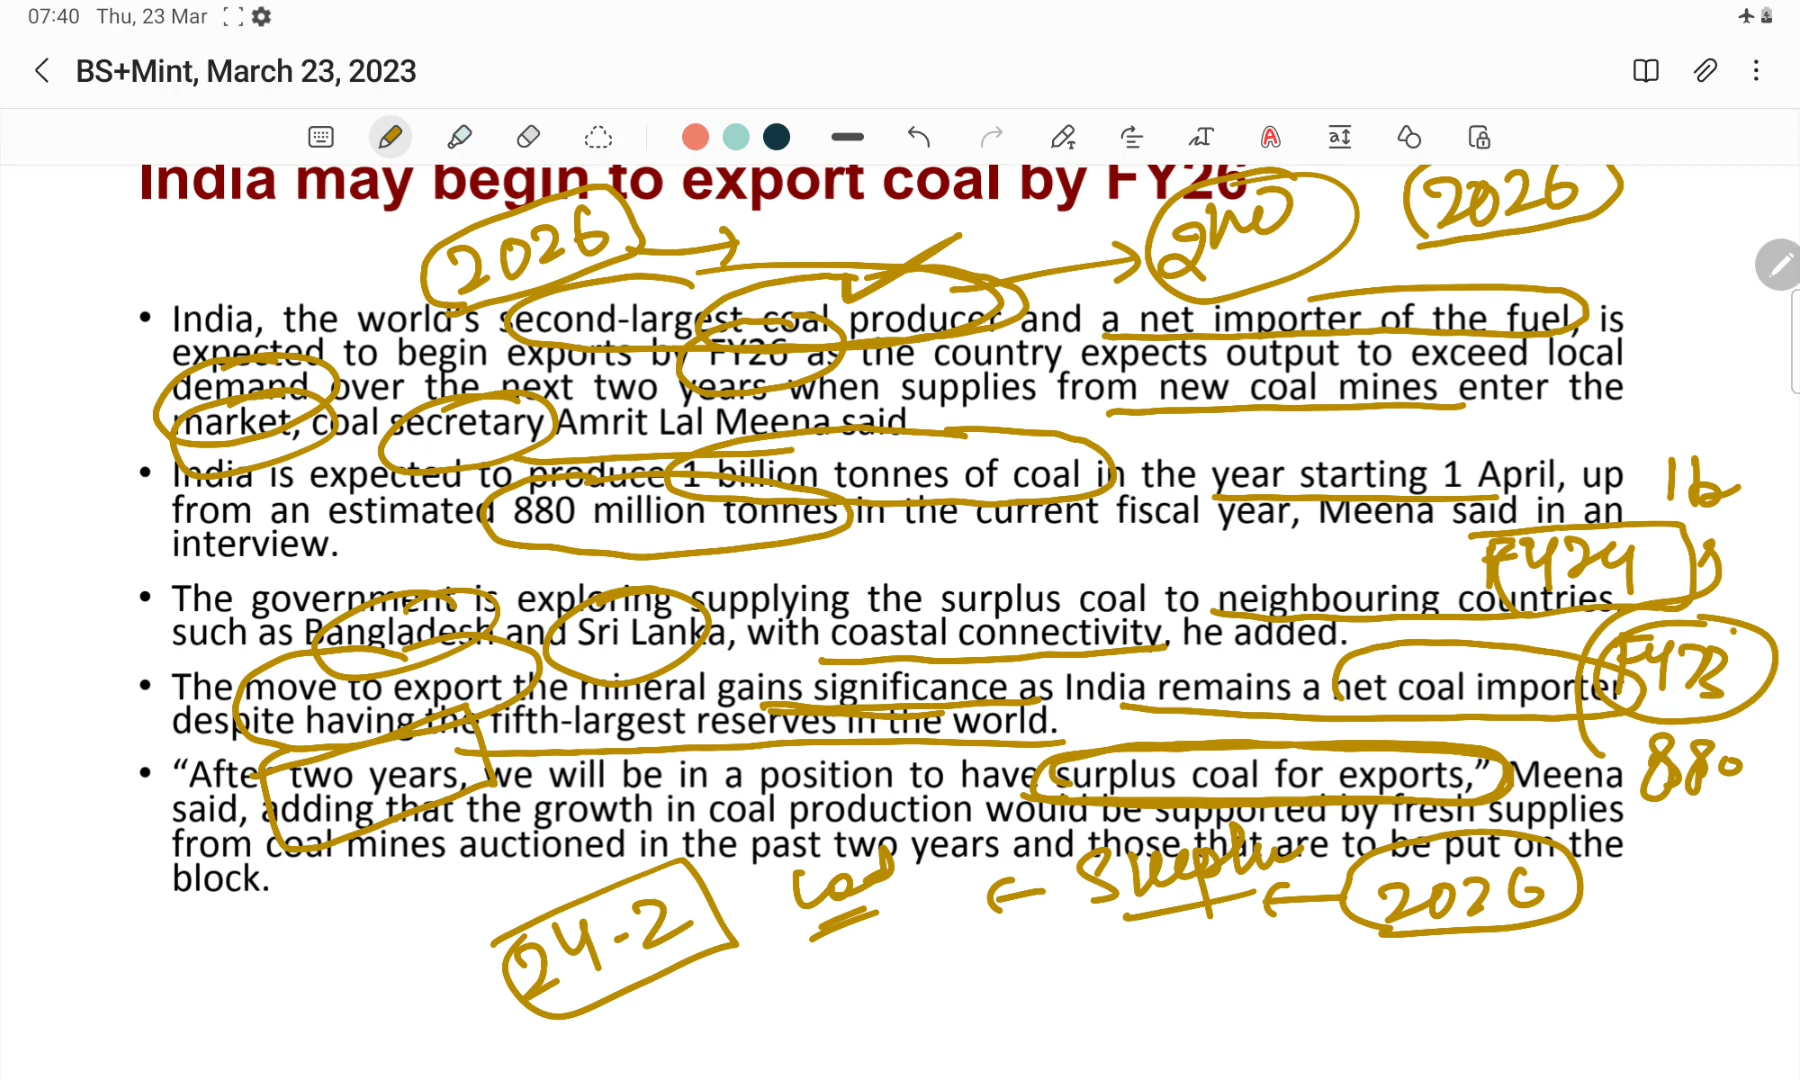 07:40 Thu, 23 Mar
BS+Mint, March 23, 2023
India may begin to export coal by FY26
2026
2nd
2026
• India, the world's second-largest coal producer and a net importer of the fuel, is
expected to begin exports by FY26 as the country expects output to exceed local
demand over the next two years when supplies from new coal mines enter the
market, coal secretary Amrit Lal Meena said.
• India is expected to produce 1 billion tonnes of coal in the year starting 1 April, up
from an estimated 880 million tonnes in the current fiscal year, Meena said in an
interview.
1b
FY24
• The government is exploring supplying the surplus coal to neighbouring countries
such as Bangladesh and Sri Lanka, with coastal connectivity, he added.
FY23
• The move to export the mineral gains significance as India remains a net coal importer
despite having the fifth-largest reserves in the world.
880
• “After two years, we will be in a position to have surplus coal for exports,” Meena
said, adding that the growth in coal production would be supported by fresh supplies
from coal mines auctioned in the past two years and those that are to be put on the
block.
2026
24-2